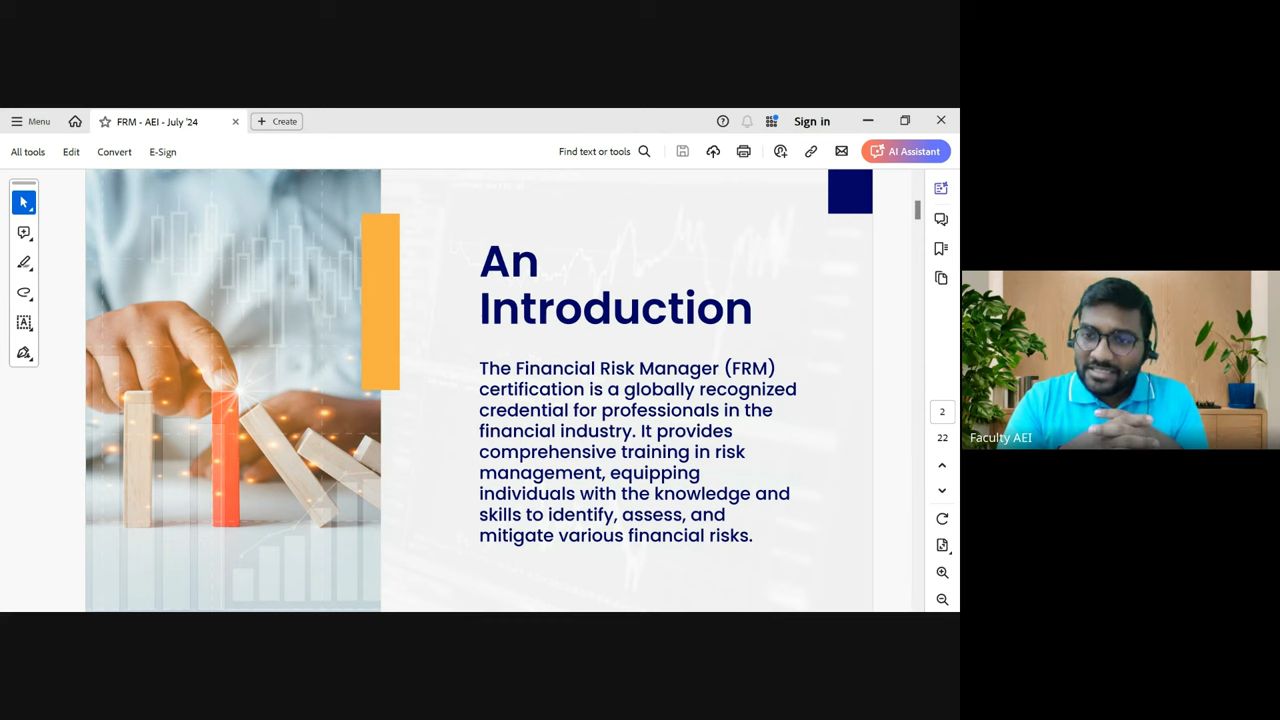 Menu
FRM - AEI - July '24
Create
Sign in
All tools
Edit
Convert
E-Sign
Find text or tools
AI Assistant
An
Introduction
The Financial Risk Manager (FRM)
certification is a globally recognized
credential for professionals in the
financial industry. It provides
comprehensive training in risk
management, equipping
individuals with the knowledge and
skills to identify, assess, and
mitigate various financial risks.
2
22
Faculty AEI